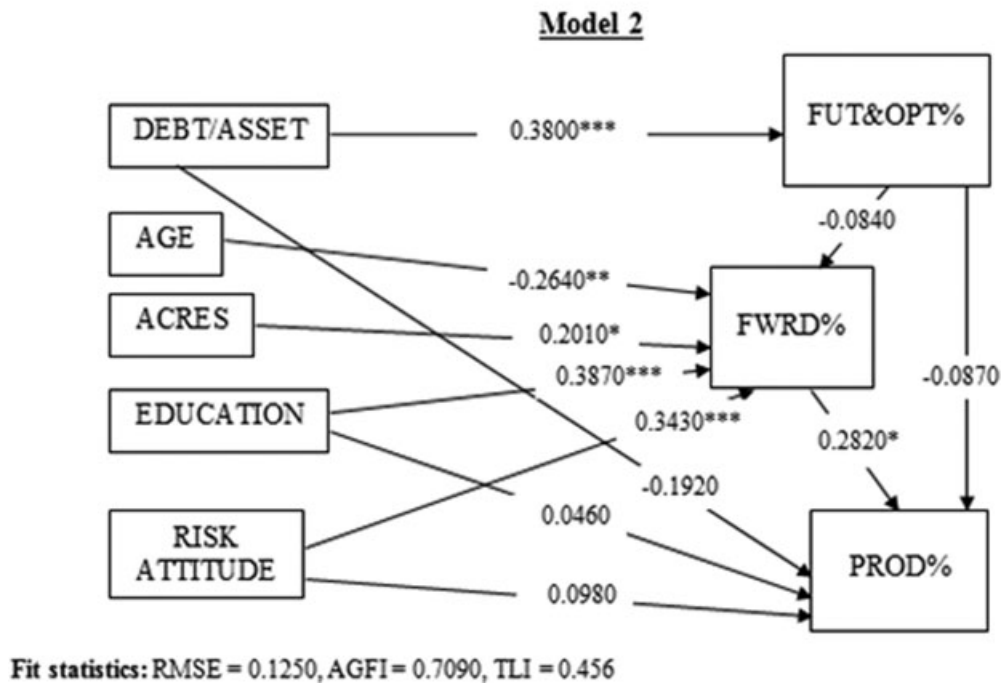 Model 2
DEBT/ASSET
0.3800***
FUT&OPT%
AGE
-0.0840
-0.2640**
ACRES
0.2010*
FWRD%
0.3870***
-0.0870
EDUCATION
0.3430***
0.2820*
-0.1920
0.0460
RISK
ATTITUDE
PROD%
0.0980
Fit statistics: RMSE = 0.1250, AGFI = 0.7090, TLI = 0.456